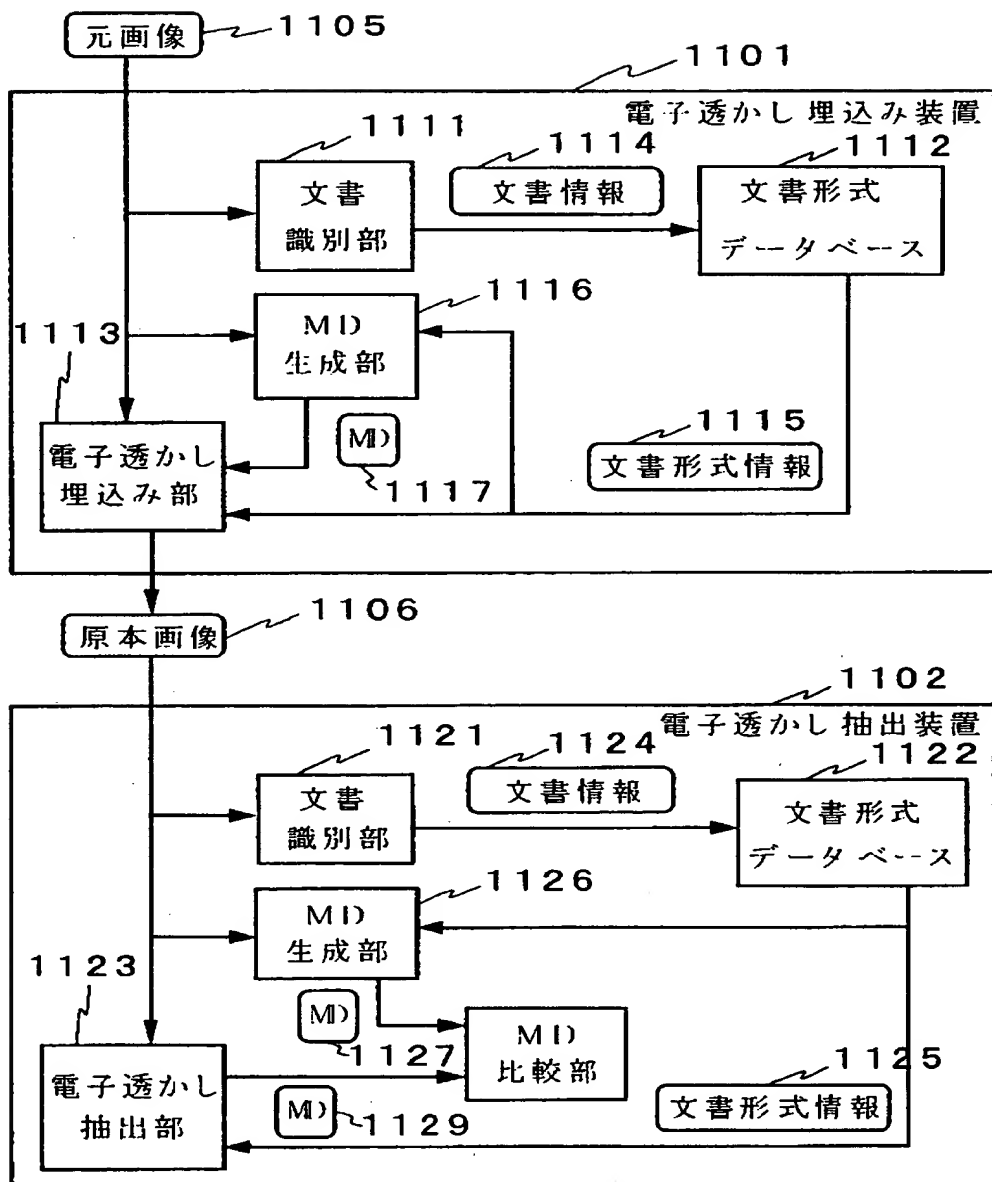 元画像
1105
1101
電子透かし 埋込み装置
1111
1114
1112
文書
識別部
文書情報
文書形式
データベース
1116
1113
MD
生成部
MD
1117
1115
文書形式情報
電子透かし
埋込み部
1106
原本画像
1102
電子透かし 抽出装置
1121
1124
1122
文書
識別部
文書情報
文書形式
データベース
1126
MD
生成部
1123
MD
1127
MD
比較部
1125
文書形式情報
電子透かし
抽出部
MD
1129